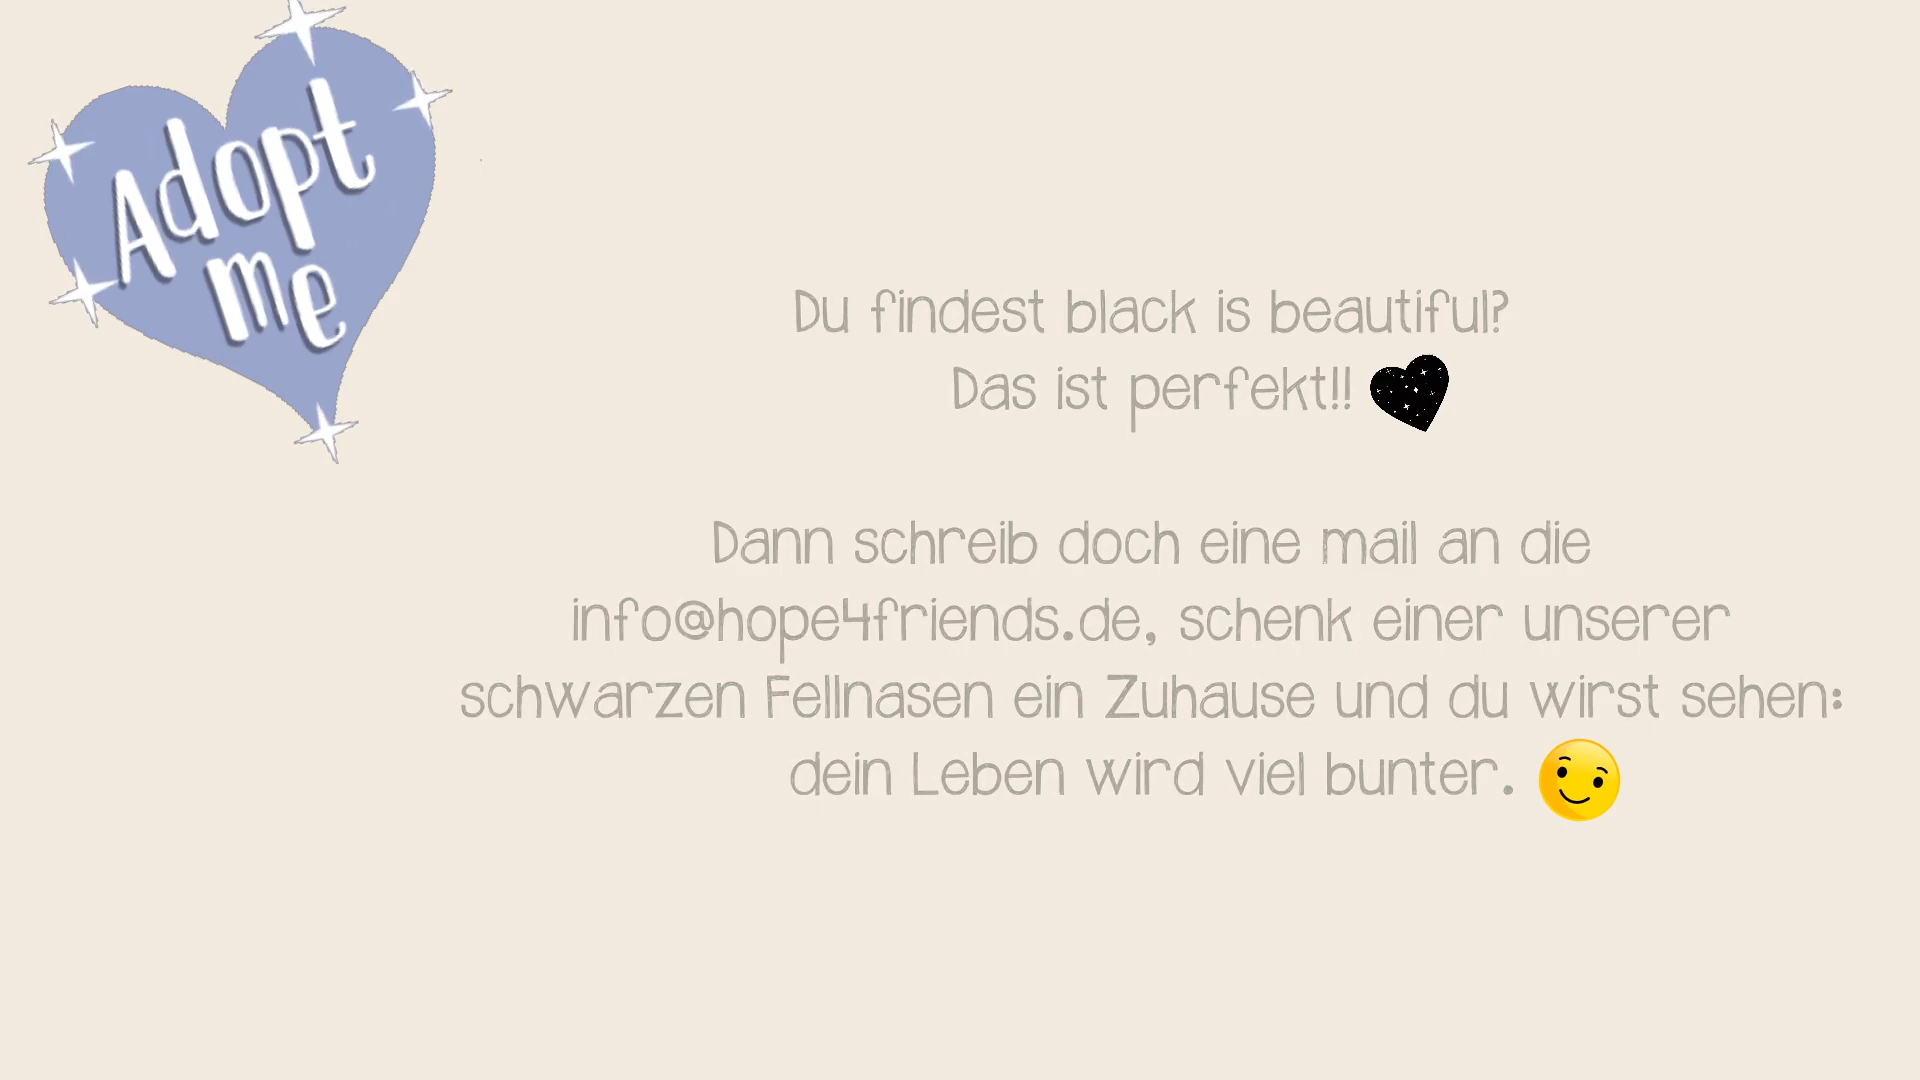 Adopt
me
Du findest black is beautiful?
Das ist perfekt!!
Dann schreib doch eine mail an die
info@hope4friends.de, schenk einer unserer
schwarzen Fellnasen ein Zuhause und du wirst sehen:
dein Leben wird viel bunter.